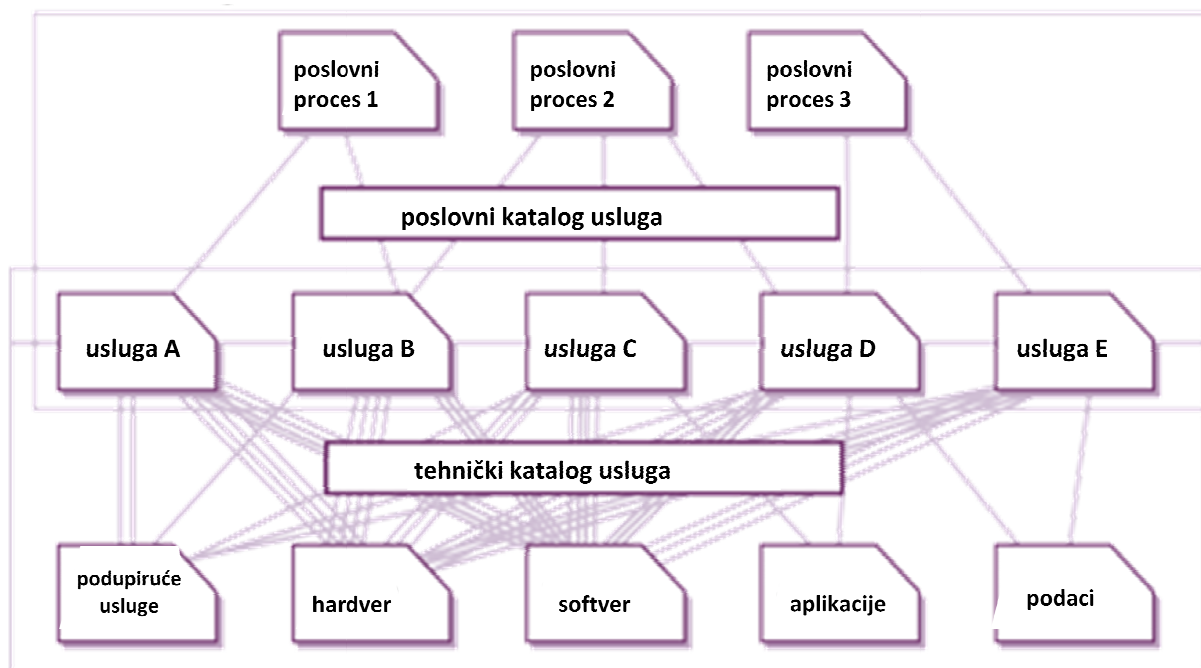 poslovni
proces 1
poslovni
proces 2
poslovni
proces 3
poslovni katalog usluga
usluga A
usluga B
usluga C
usluga D
usluga E
tehnički katalog usluga
podupiruće
usluge
hardver
softver
aplikacije
podaci